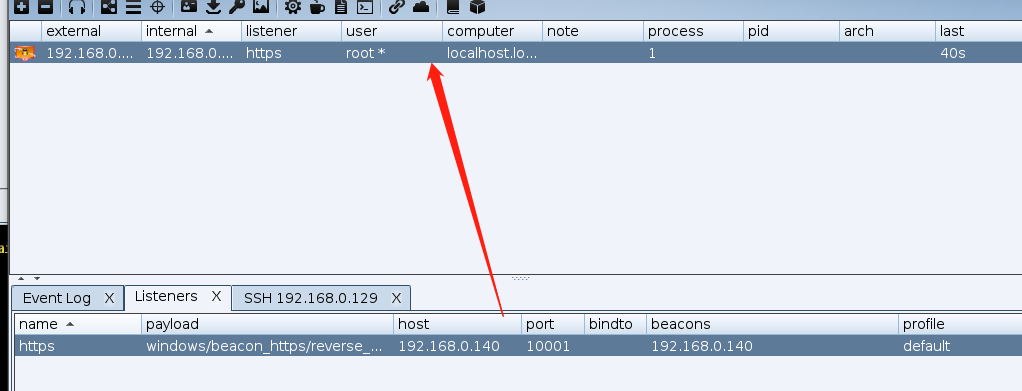 external internal listener user computer note process pid arch last
192.168.0.... 192.168.0.... https root * localhost.lo... 1 40s
Event Log X Listeners X SSH 192.168.0.129 X
name payload host port bindto beacons profile
https windows/beacon_https/reverse_... 192.168.0.140 10001 192.168.0.140 default